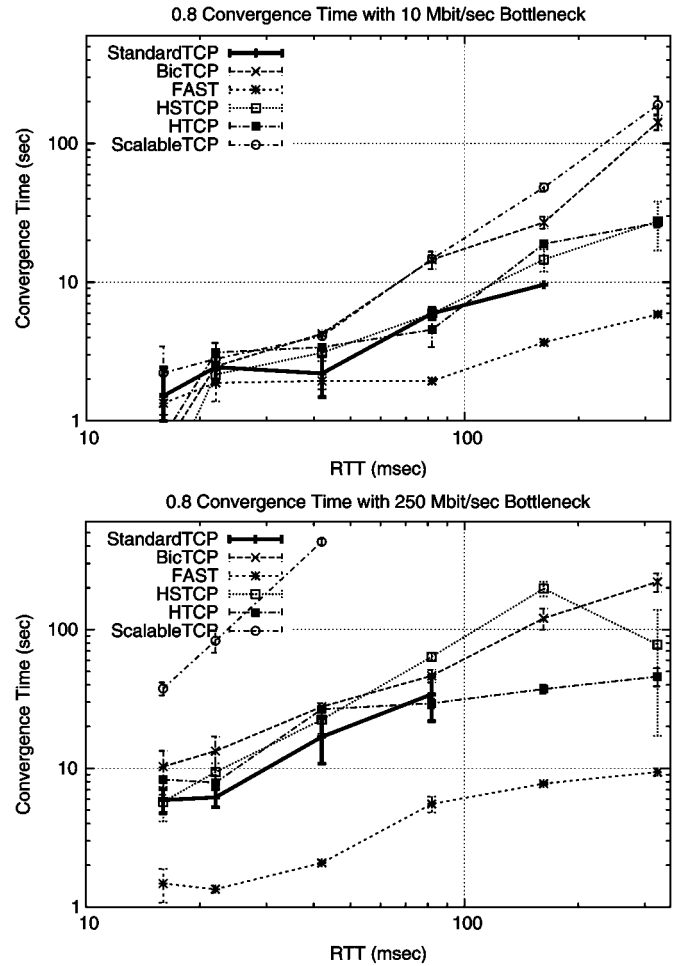 0.8 Convergence Time with 10 Mbit/sec Bottleneck
StandardTCP
BicTCP
FAST
HSTCP
HTCP
ScalableTCP
Convergence Time (sec)
100
10
1
10
100
RTT (msec)
0.8 Convergence Time with 250 Mbit/sec Bottleneck
StandardTCP
BicTCP
FAST
HSTCP
HTCP
ScalableTCP
Convergence Time (sec)
100
10
1
10
100
RTT (msec)